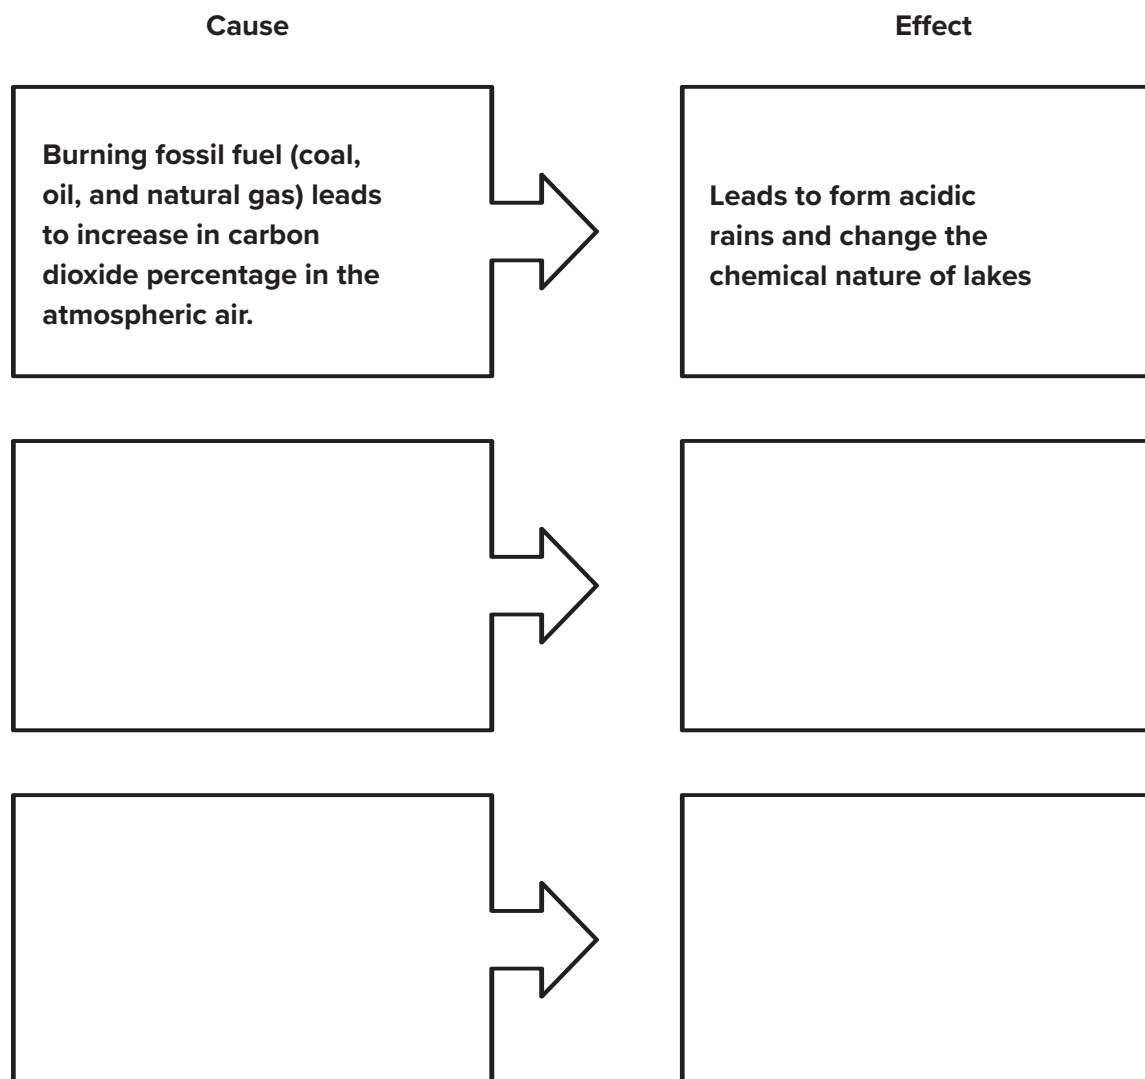 Cause
Effect
Burning fossil fuel (coal,
oil, and natural gas) leads
to increase in carbon
dioxide percentage in the
atmospheric air.
Leads to form acidic
rains and change the
chemical nature of lakes